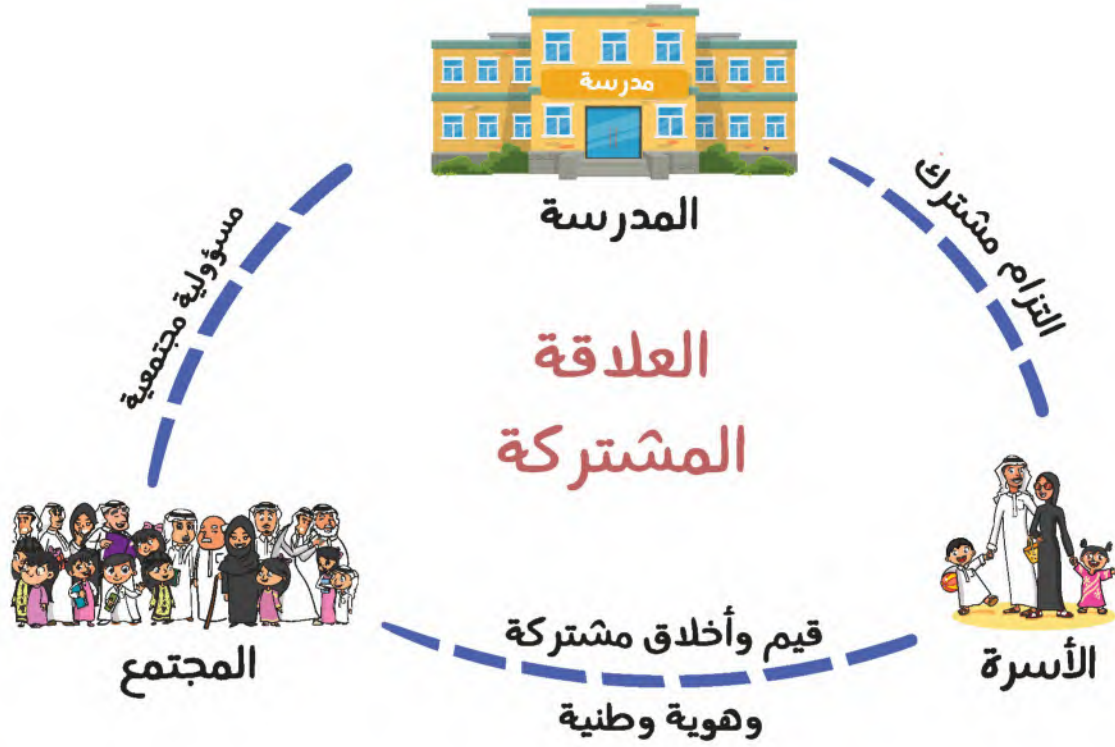 مدرسة
المدرسة
التزام مشترك
مسؤولية مجتمعية
العلاقة
المشتركة
الأسرة
قيم وأخلاق مشتركة
وهوية وطنية
المجتمع